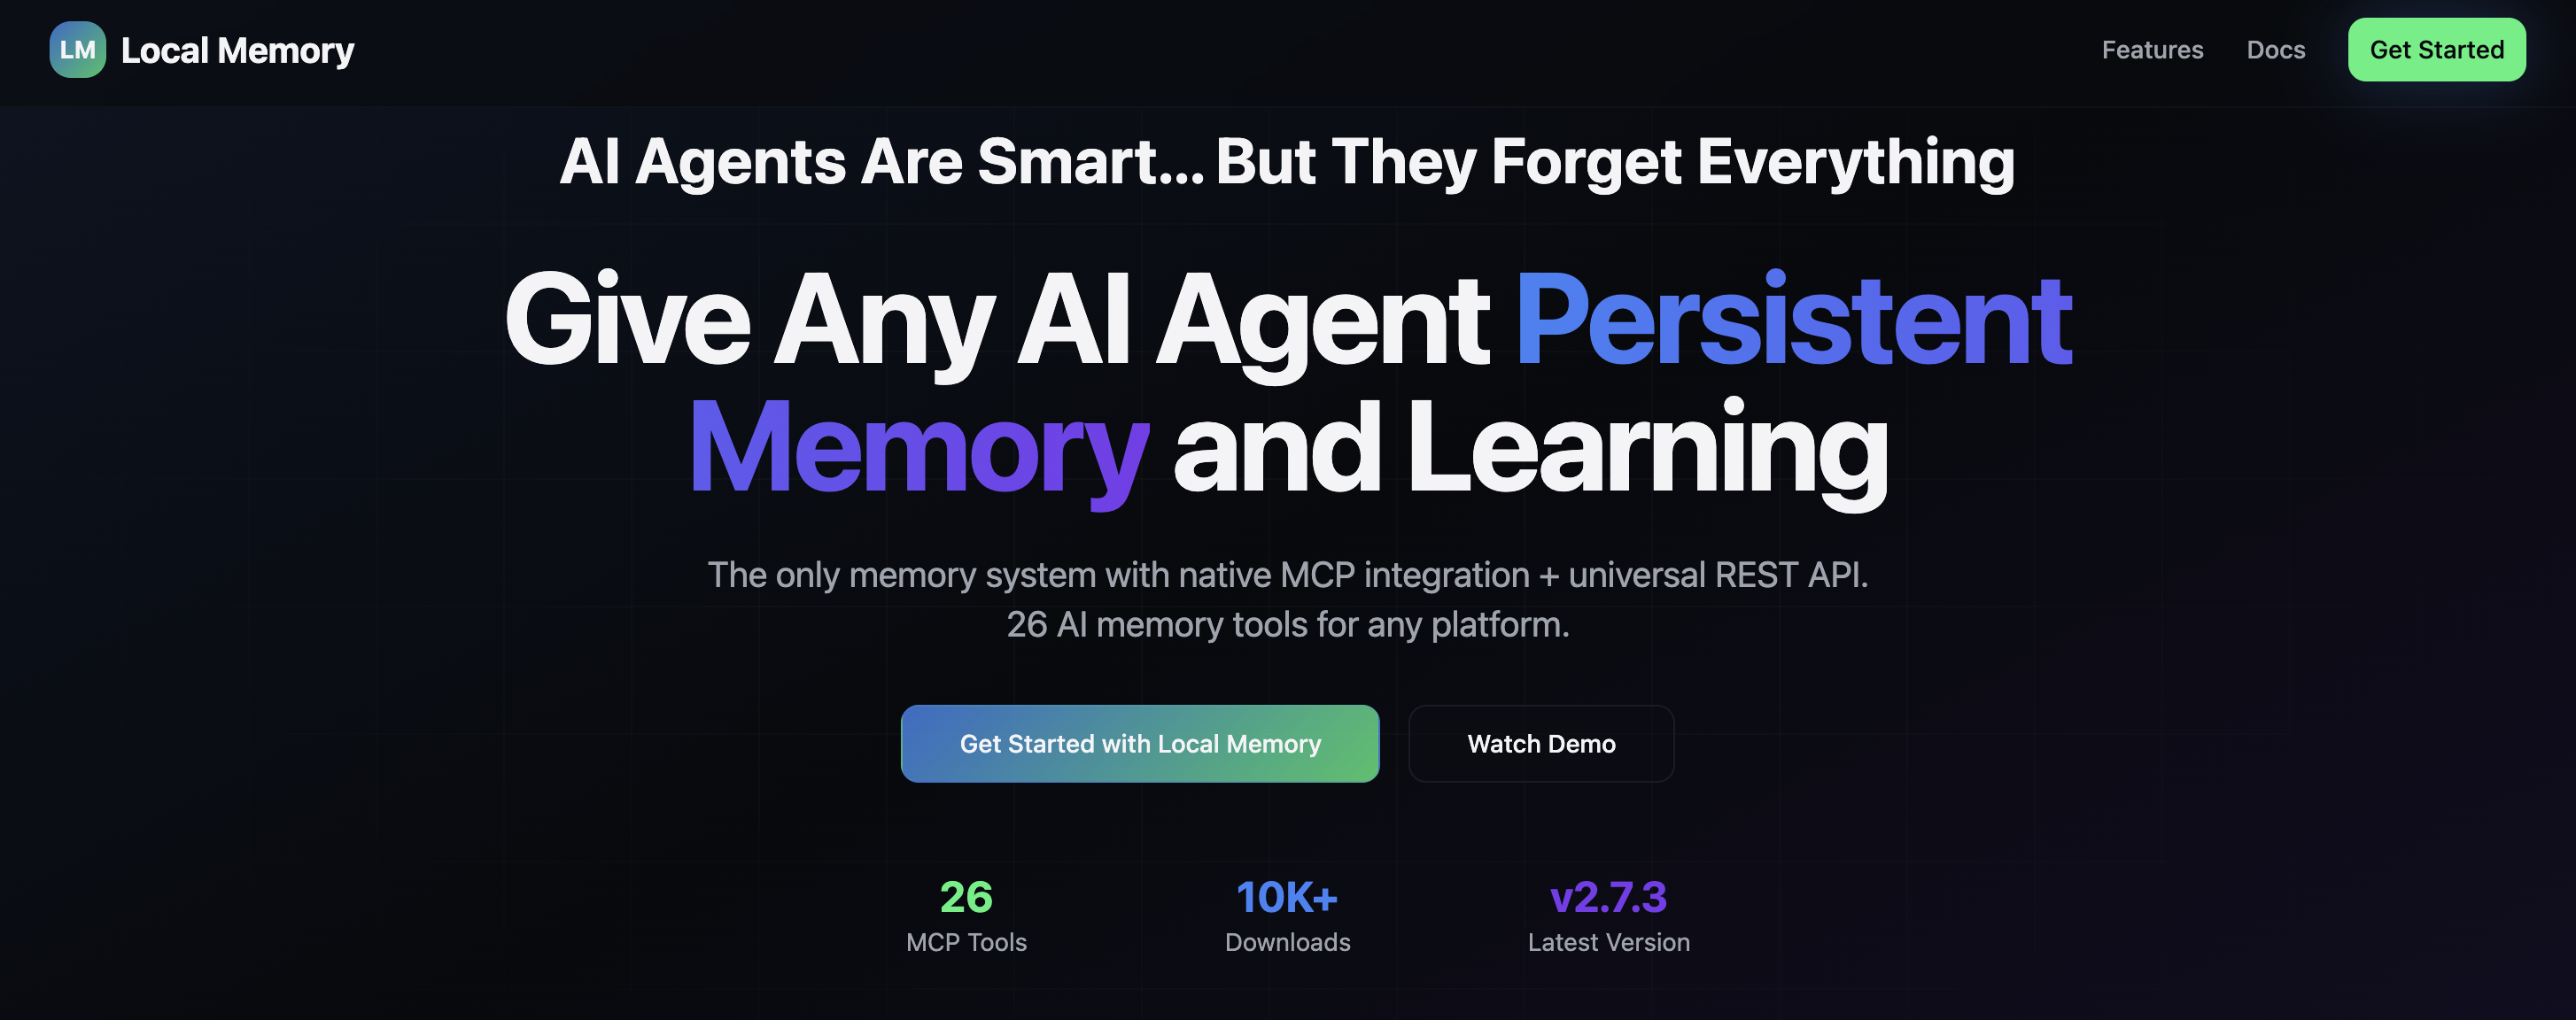 LM Local Memory
Features Docs Get Started
AI Agents Are Smart... But They Forget Everything
Give Any AI Agent Persistent
Memory and Learning
The only memory system with native MCP integration + universal REST API.
26 AI memory tools for any platform.
Get Started with Local Memory Watch Demo
26 10K+ v2.7.3
MCP Tools Downloads Latest Version